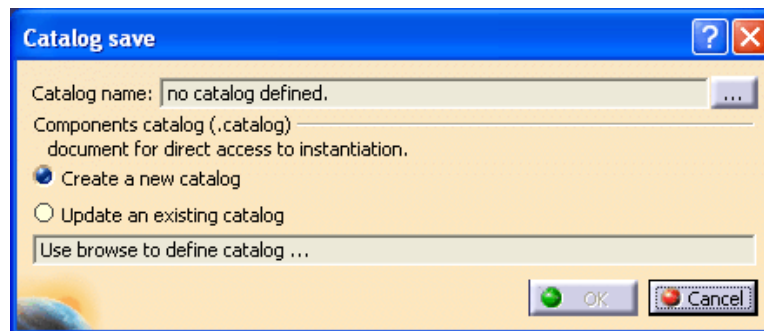 Catalog save
Catalog name: no catalog defined. ...
Components catalog (.catalog)
document for direct access to instantiation.
Create a new catalog
Update an existing catalog
Use browse to define catalog ...
OK Cancel